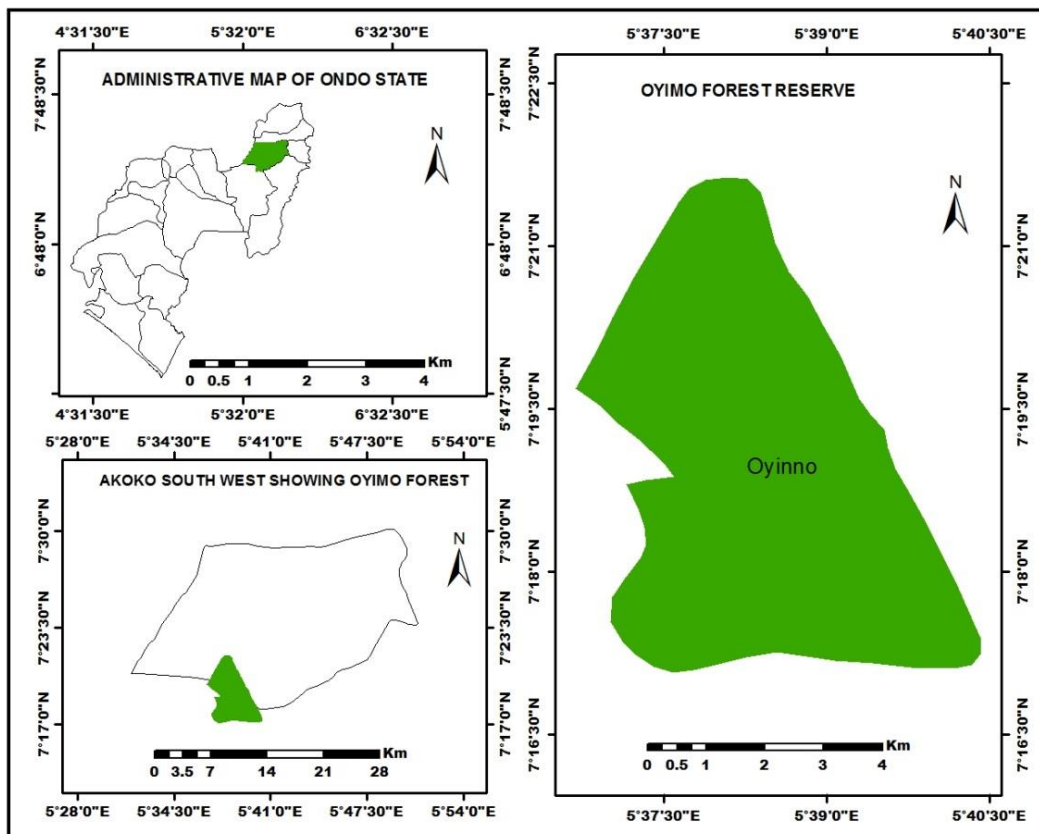 4°31'30"E 5°32'0"E 6°32'30"E
ADMINISTRATIVE MAP OF ONDO STATE
7°48'30"N
7°48'30"N
N
6°48'0"N
6°48'0"N
Km
0 0.5 1 2 3 4
5°47'30"N
4°31'30"E 5°32'0"E 6°32'30"E
5°28'0"E 5°34'30"E 5°41'0"E 5°47'30"E 5°54'0"E
AKOKO SOUTH WEST SHOWING OYIMO FOREST
7°30'0"N
7°30'0"N
N
7°23'30"N
7°23'30"N
7°17'0"N
7°17'0"N
Km
0 3.5 7 14 21 28
5°28'0"E 5°34'30"E 5°41'0"E 5°47'30"E 5°54'0"E
5°37'30"E 5°39'0"E 5°40'30"E
7°22'30"N
7°22'30"N
OYIMO FOREST RESERVE
N
7°21'0"N
7°21'0"N
7°19'30"N
7°19'30"N
Oyinno
7°18'0"N
7°18'0"N
7°16'30"N
7°16'30"N
Km
0 0.5 1 2 3 4
5°37'30"E 5°39'0"E 5°40'30"E